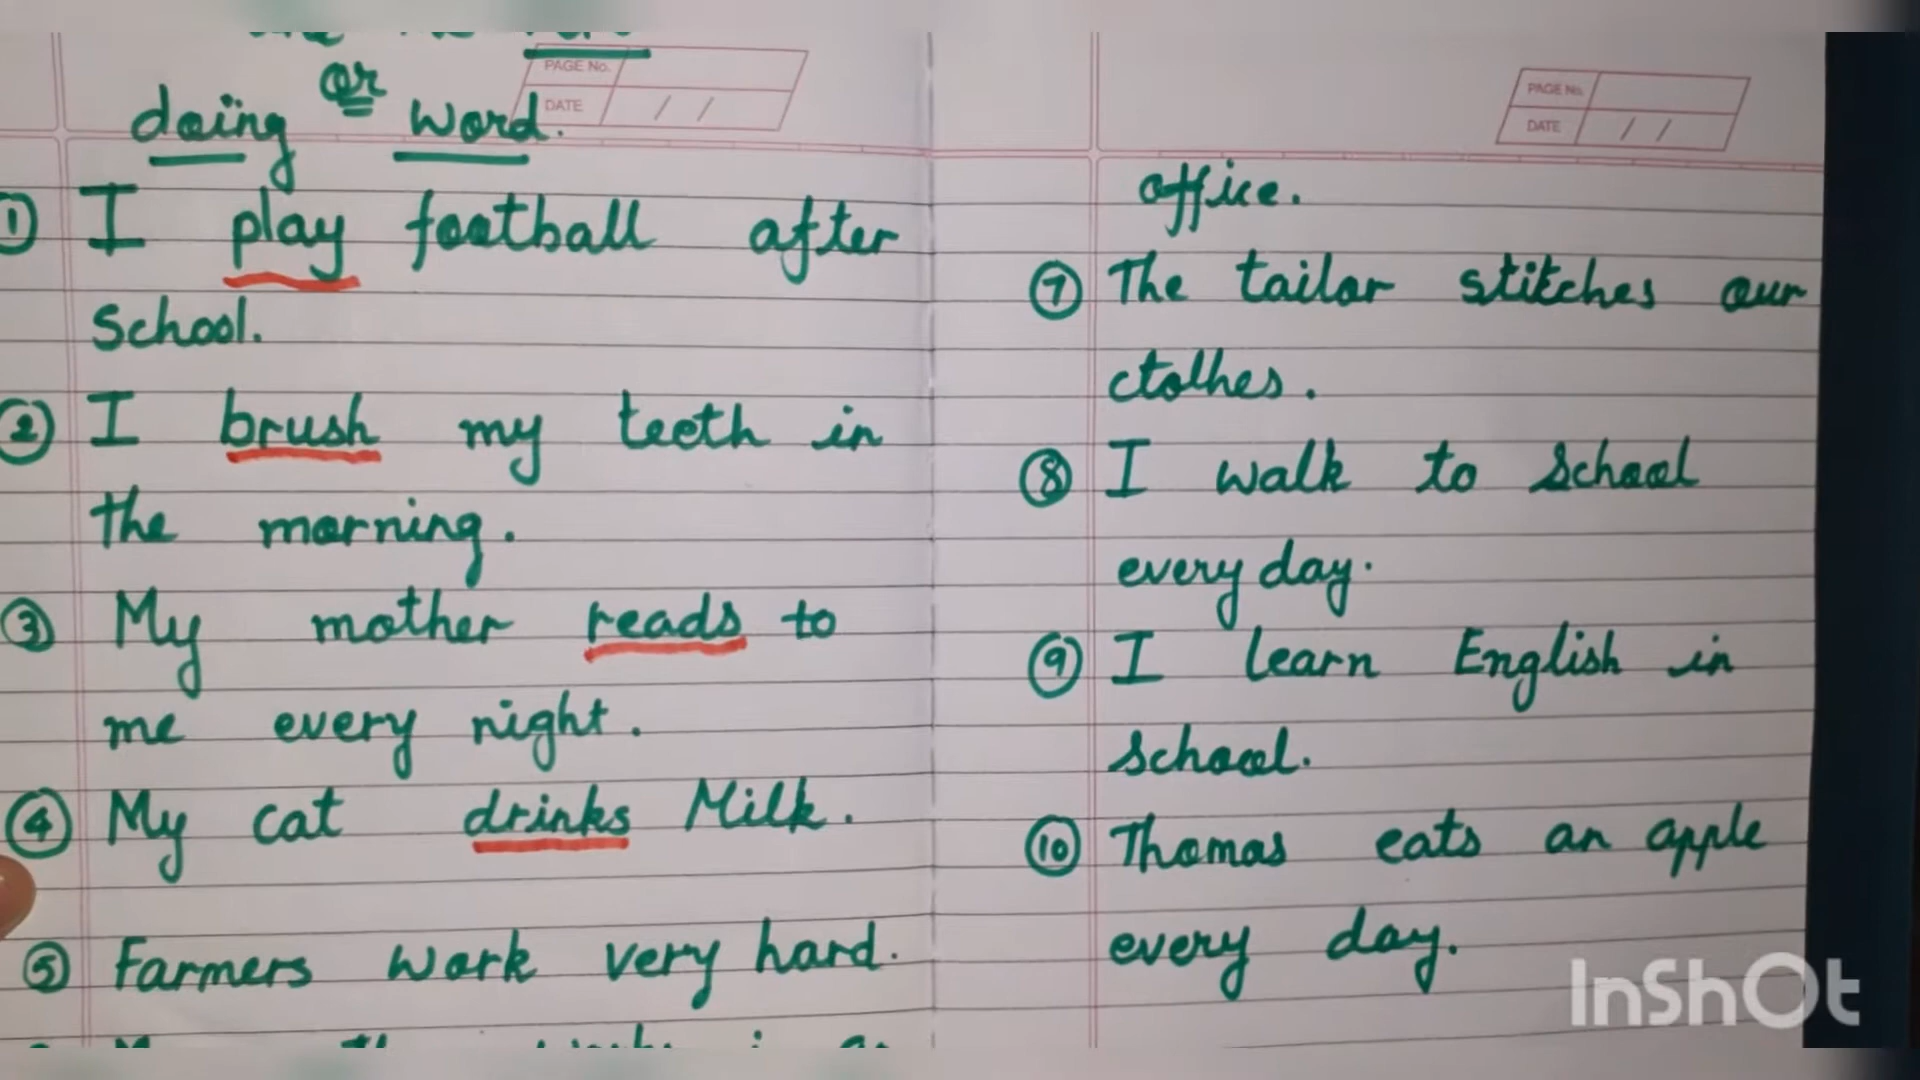 or
doing word.
PAGE No.
DATE / /
① I play football after
School.
② I brush my teeth in
the morning.
③ My mother reads to
me every night.
④ My cat drinks Milk.
⑤ Farmers work very hard.
PAGE No.
DATE / /
office.
⑦ The tailor stitches our
ctolhes.
⑧ I walk to School
every day.
⑨ I learn English in
school.
⑩ Thomas eats an apple
every day.
InShOt